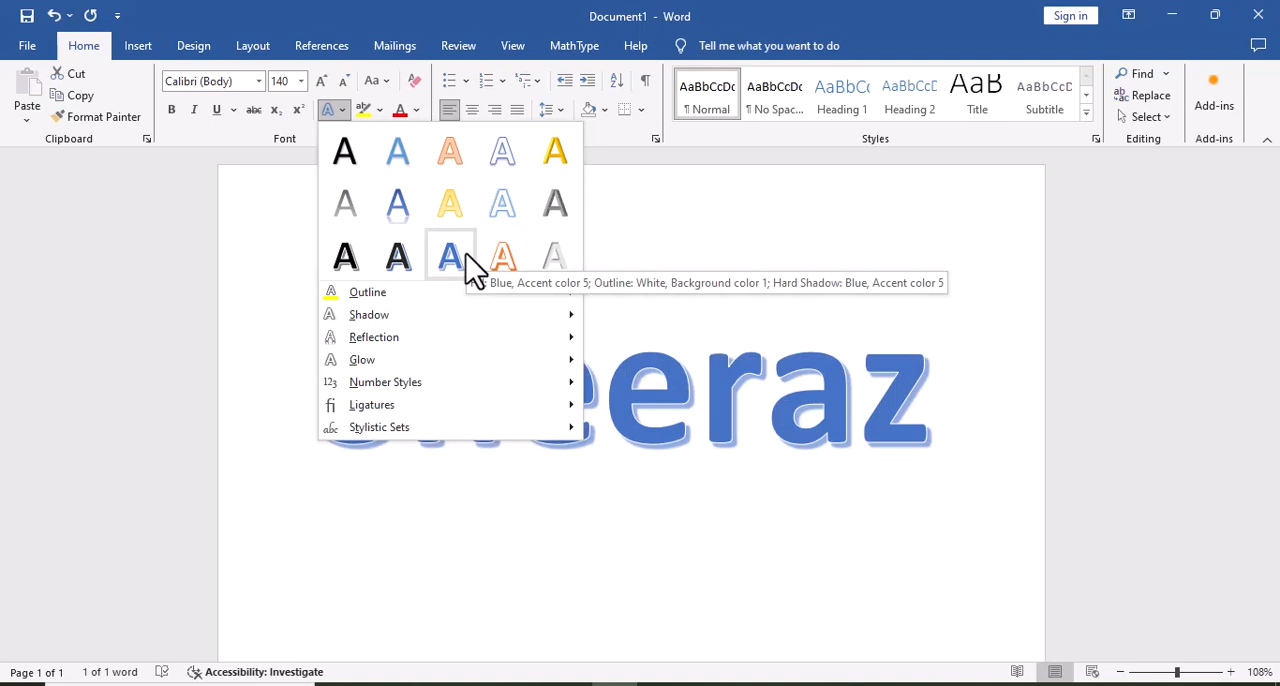 Document1 - Word
Sign in
File Home Insert Design Layout References Mailings Review View MathType Help Tell me what you want to do
Paste
Cut
Copy
Format Painter
Clipboard
Calibri (Body) 140
Font
AaBbCcDc
¶ Normal
AaBbCcDc
¶ No Spac...
AaBbCc
Heading 1
AaBbCcD
Heading 2
AaB
Title
AaBbCcD
Subtitle
Styles
Find
Replace
Select
Editing
Add-ins
Add-ins
Blue, Accent color 5; Outline: White, Background color 1; Hard Shadow: Blue, Accent color 5
Outline
Shadow
Reflection
Glow
Number Styles
Ligatures
Stylistic Sets
eeraz
Page 1 of 1 1 of 1 word Accessibility: Investigate 108%